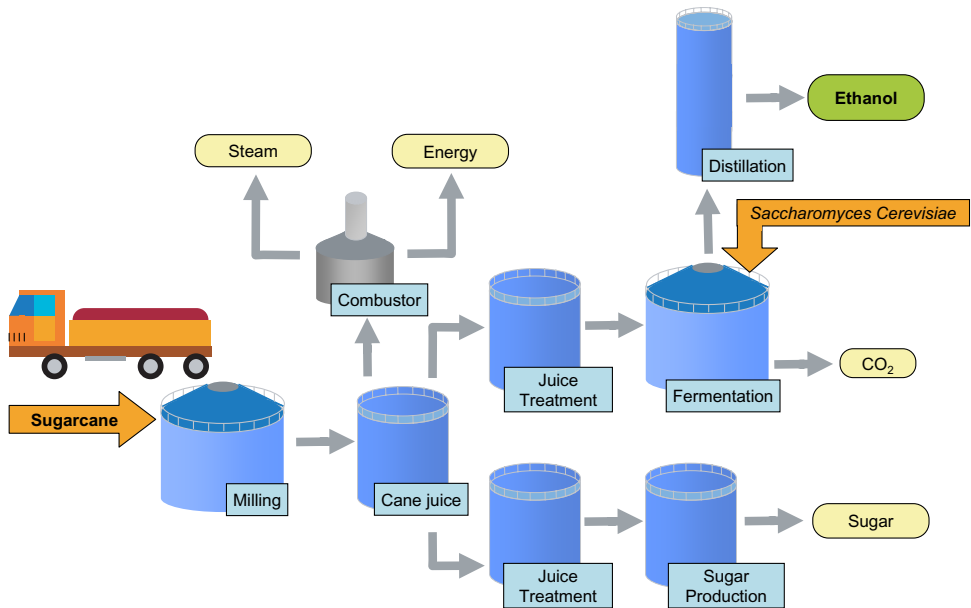 Ethanol
Distillation
Steam
Energy
Saccharomyces Cerevisiae
Combustor
Juice
Treatment
Fermentation
CO₂
Sugarcane
Milling
Cane juice
Juice
Treatment
Sugar
Production
Sugar